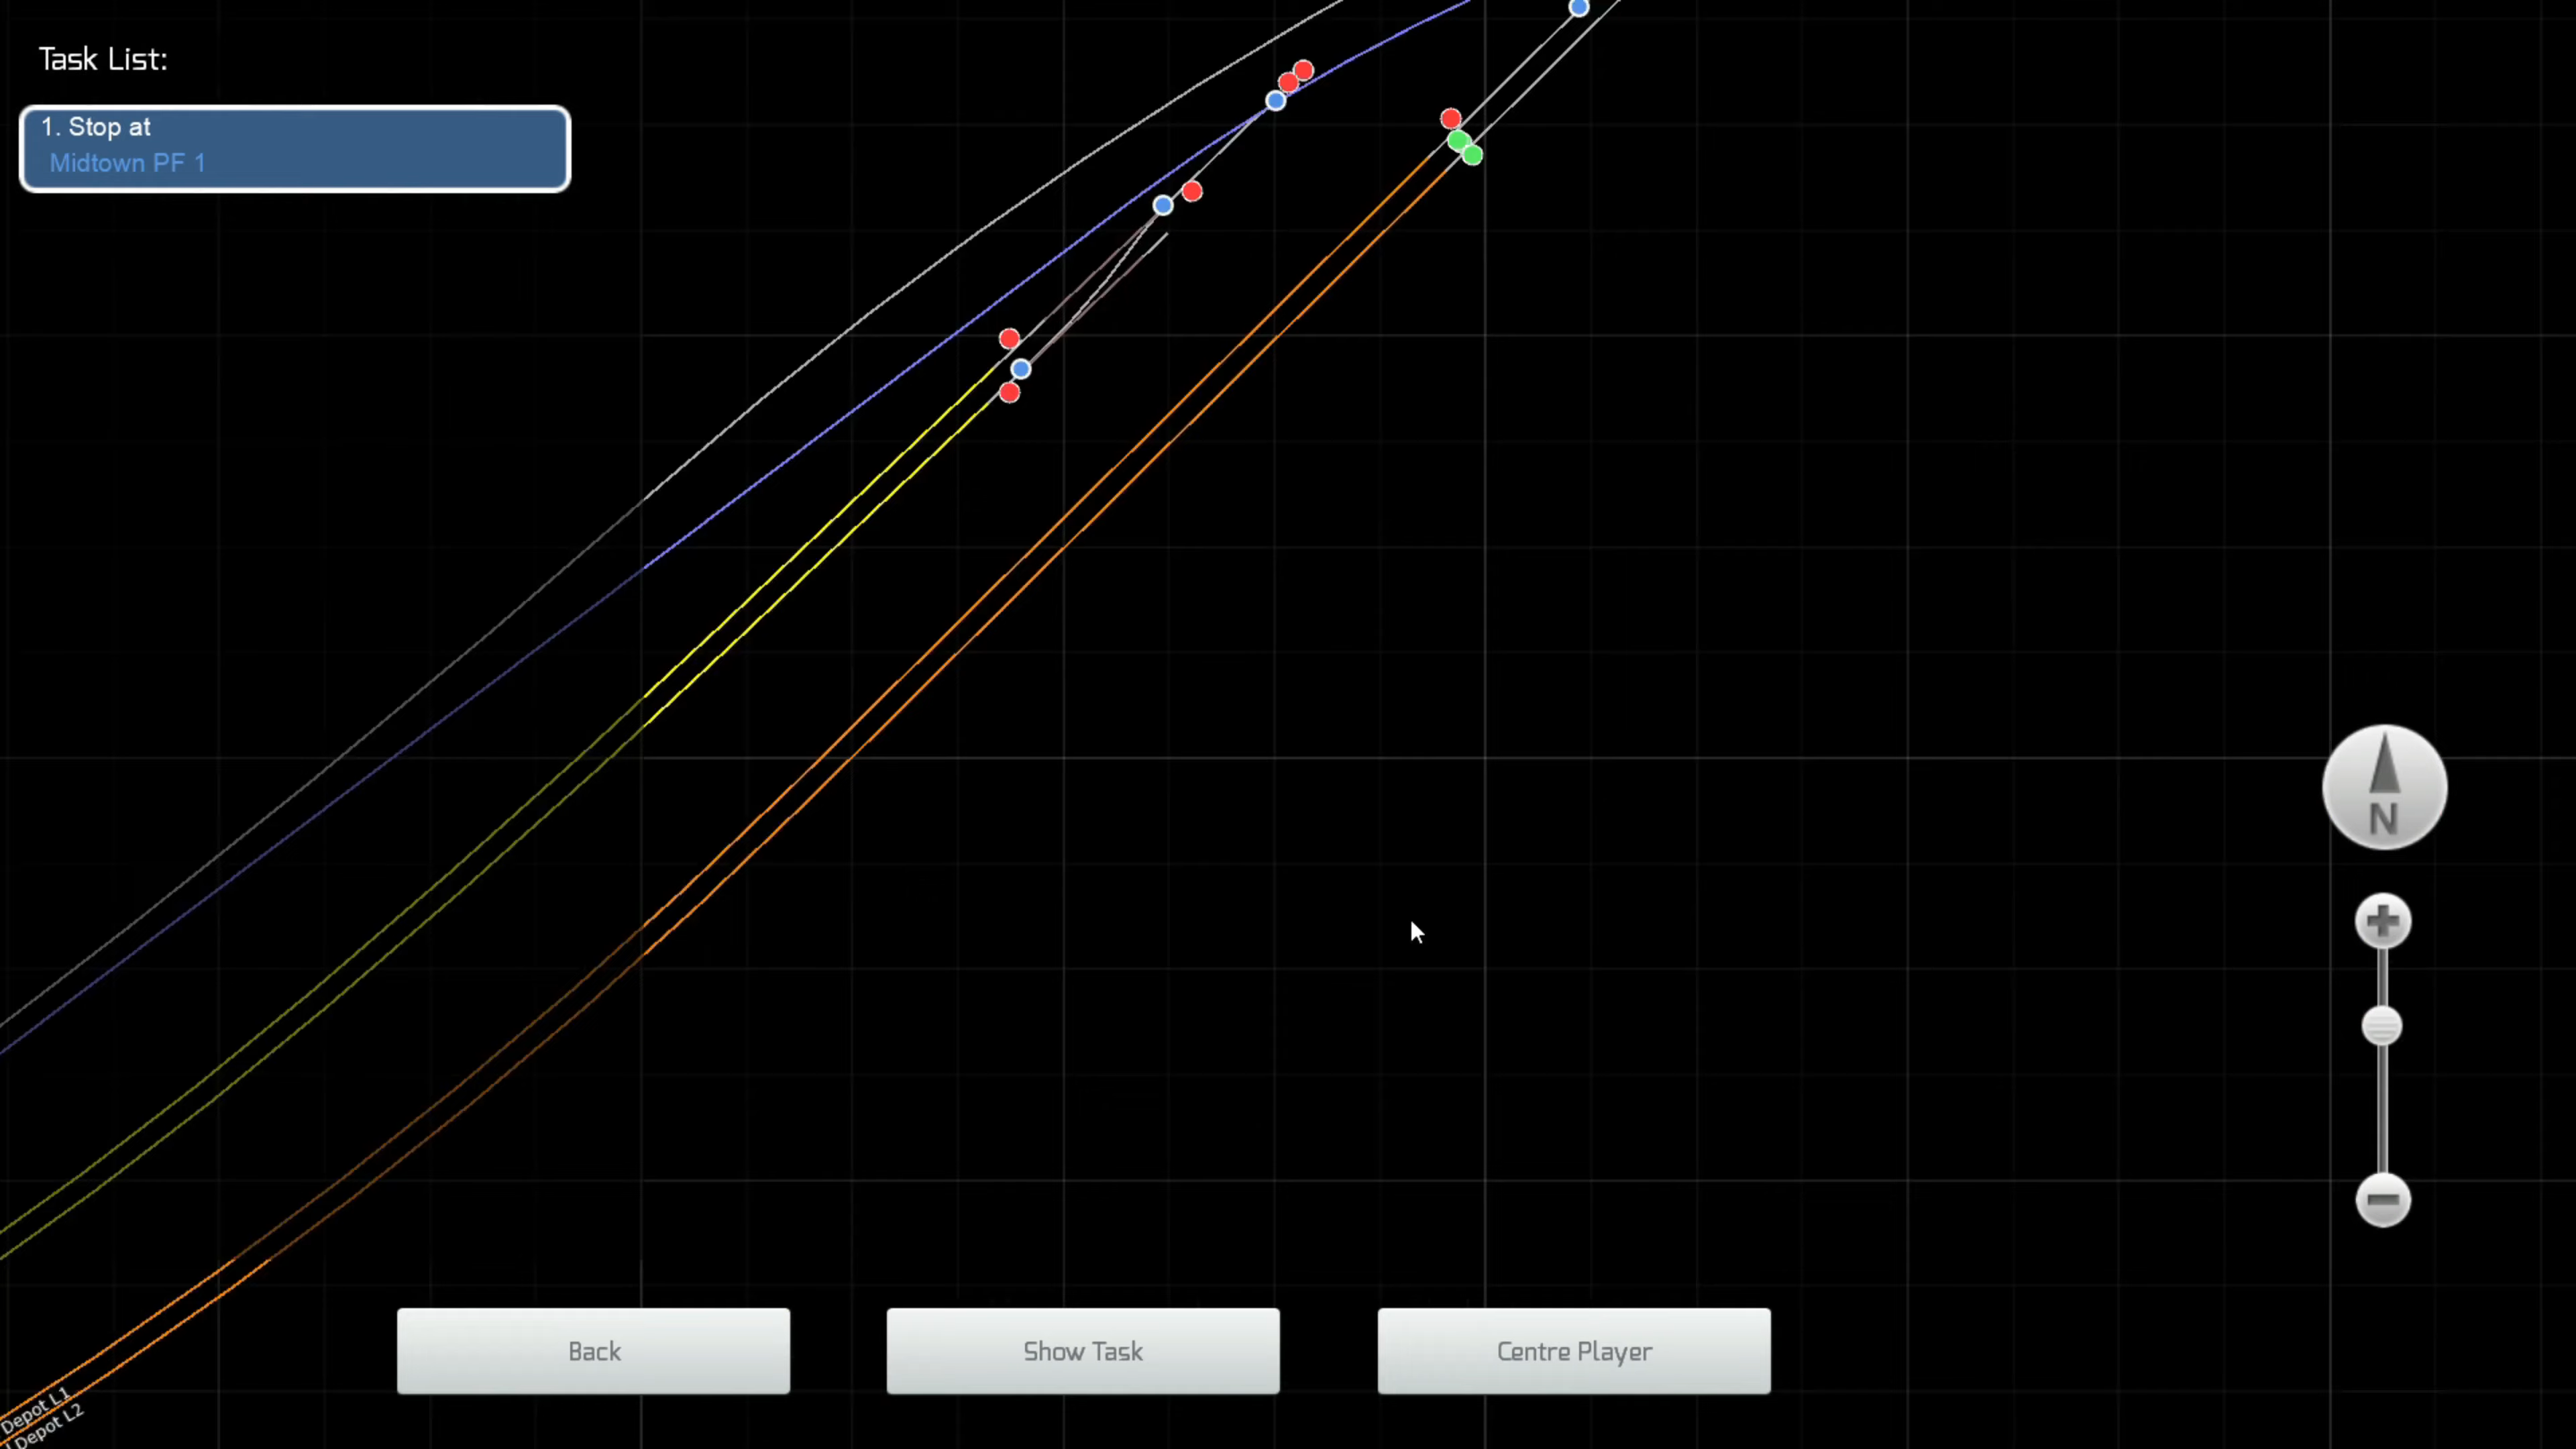 Task List:
1. Stop at
Midtown PF 1
N
Depot L1
Depot L2
Back
Show Task
Centre Player